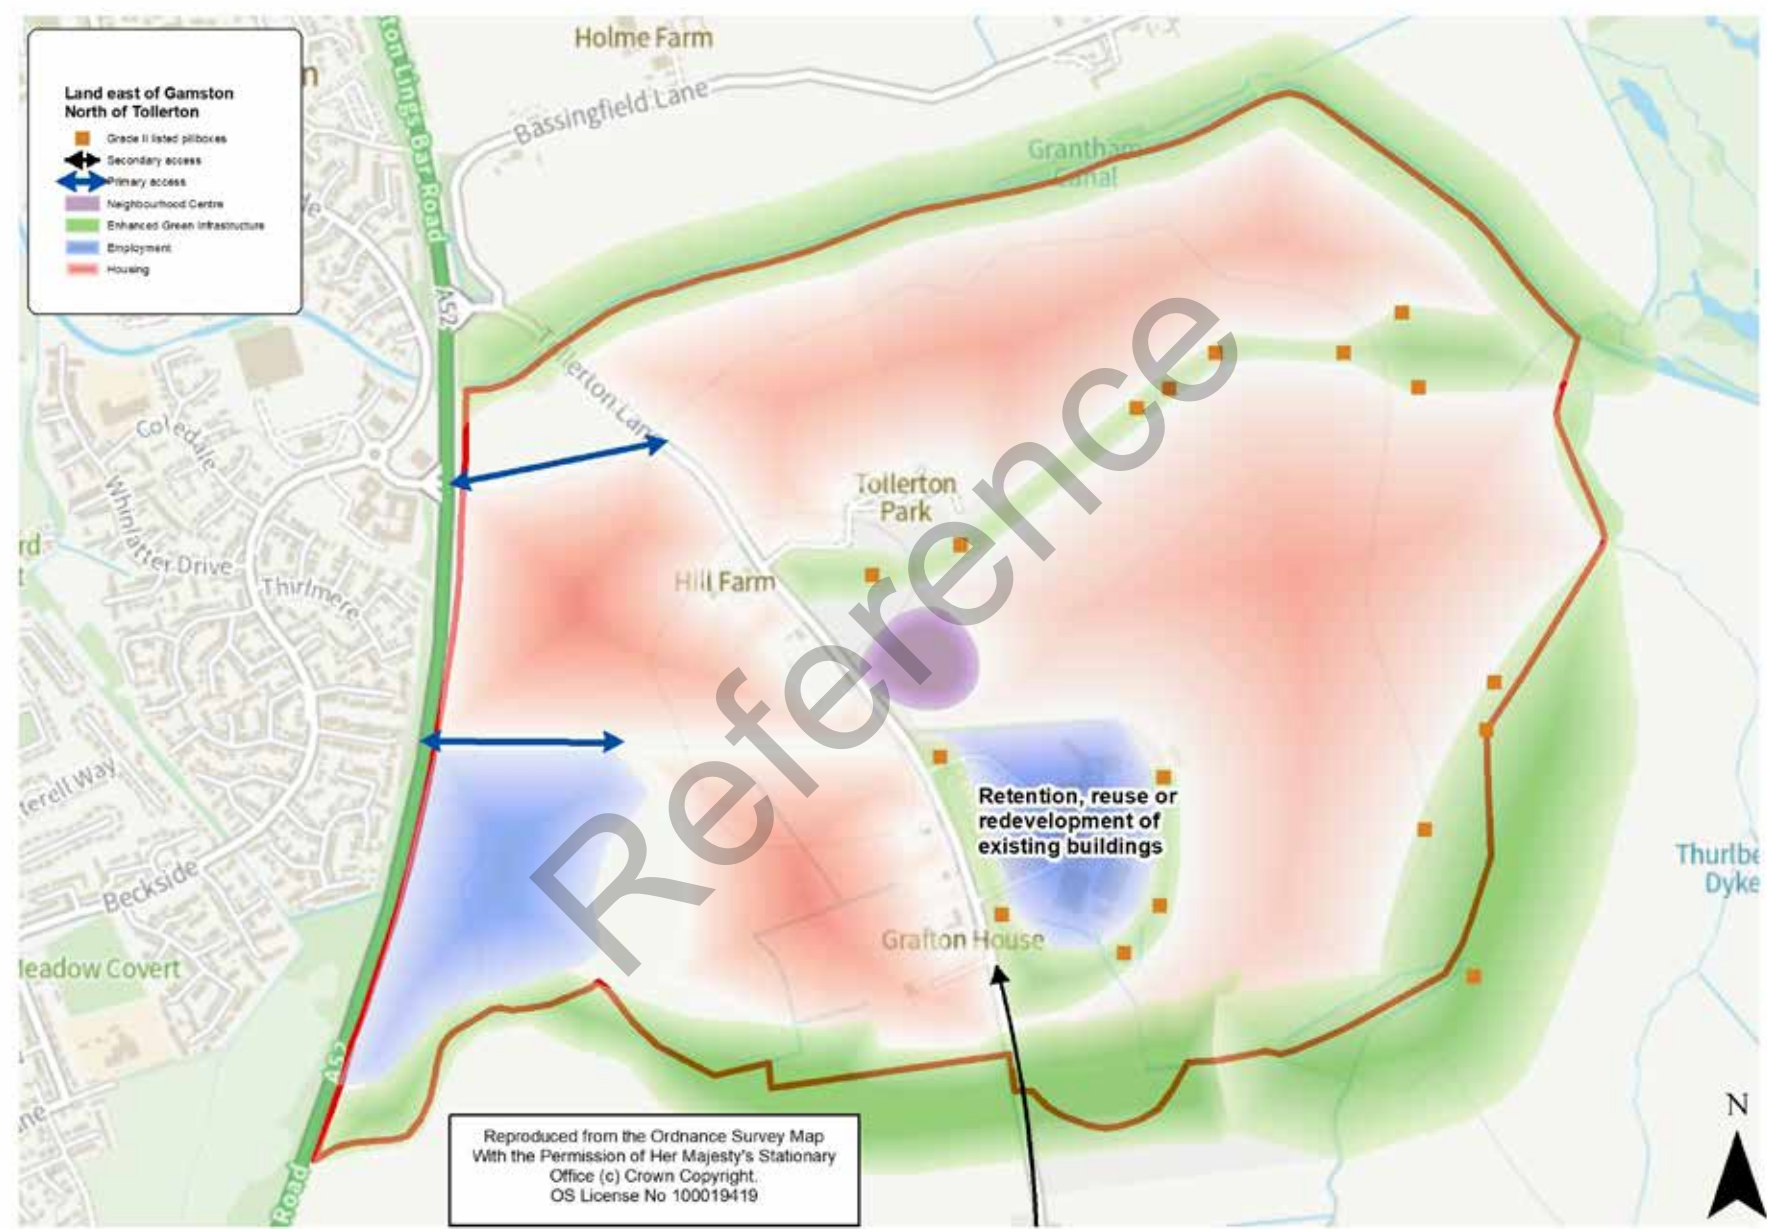 Land east of Gamston
North of Tollerton
Grade II listed pillboxes
Secondary access
Primary access
Neighbourhood Centre
Enhanced Green Infrastructure
Employment
Housing
Holme Farm
Bassingfield Lane
Lings Bar Road
A52
Grantham
Canal
Tollerton Lane
Coledale
Whinlatter Drive
Thirlmere
Tollerton
Park
Hill Farm
Reference
Retention, reuse or
redevelopment of
existing buildings
Beckside
Way
Thurlbe
Dyke
Grafton House
Meadow Covert
A52
Road
Reproduced from the Ordnance Survey Map
With the Permission of Her Majesty's Stationary
Office (c) Crown Copyright.
OS License No 100019419
N